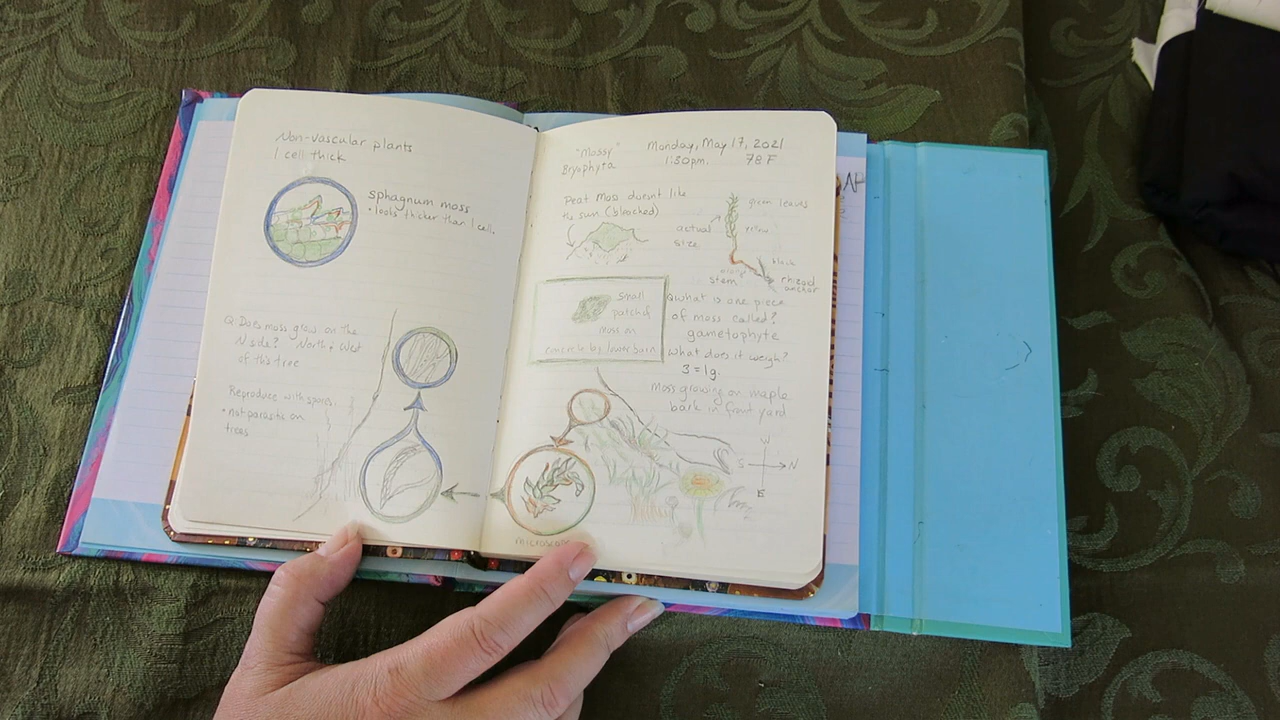 Non-vascular plants
1 cell thick
sphagnum moss
• looks thicker than 1 cell.
Q: Does moss grow on the
N side? North & West
of this tree
Reproduce with spores.
• not parasitic on
trees
"Mossy"
Bryophyta
Monday, May 17, 2021
1:30pm. 78 F
Peat Moss doesnt like
the sun (bleached)
actual
size
green leaves
yellow
black
orange
stem
rhizoid
anchor
small
patch of
moss on
concrete by lower barn
Q what is one piece
of moss called?
gametophyte
what does it weigh?
3 = 1g.
Moss growing on maple
bark in front yard
W
S N
E
microscope